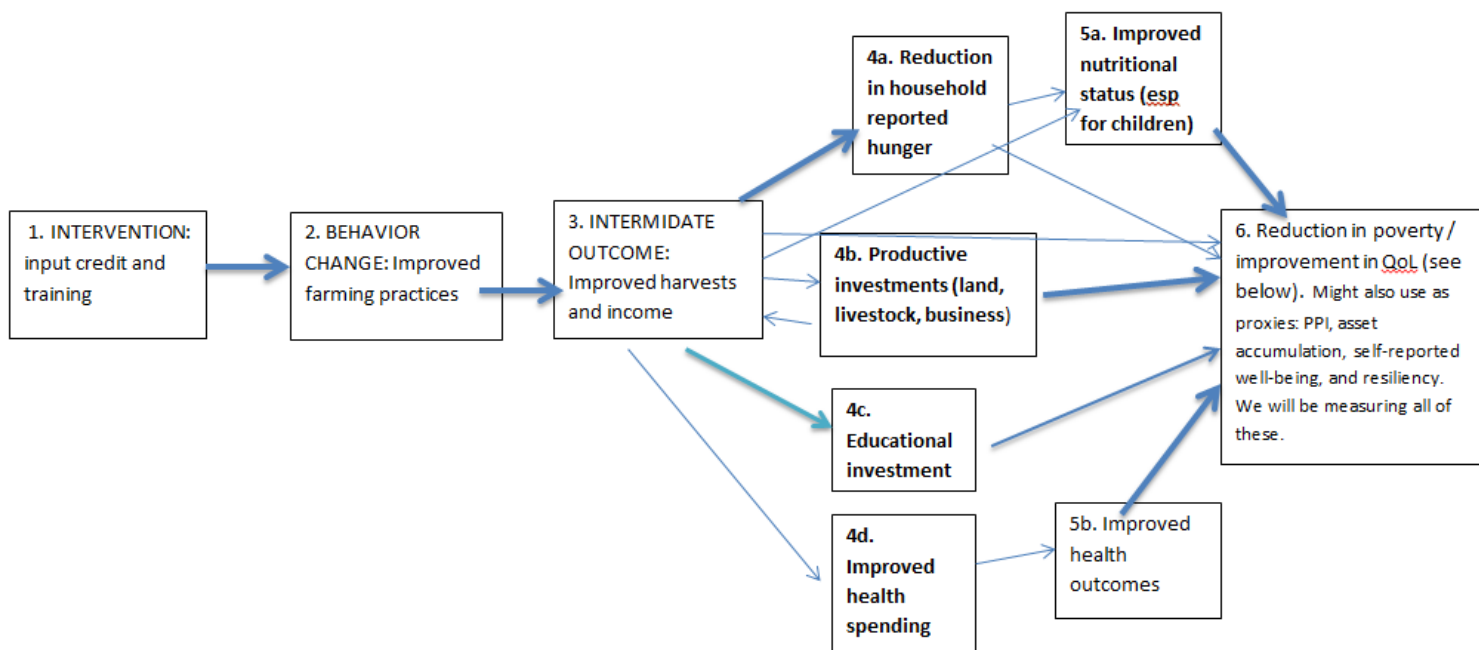 1. INTERVENTION:
input credit and
training
2. BEHAVIOR
CHANGE: Improved
farming practices
3. INTERMIDATE
OUTCOME:
Improved harvests
and income
4a. Reduction
in household
reported
hunger
4b. Productive
investments (land,
livestock, business)
4c.
Educational
investment
4d.
Improved
health
spending
5a. Improved
nutritional
status (esp
for children)
5b. Improved
health
outcomes
6. Reduction in poverty /
improvement in QoL (see
below). Might also use as
proxies: PPI, asset
accumulation, self-reported
well-being, and resiliency.
We will be measuring all of
these.